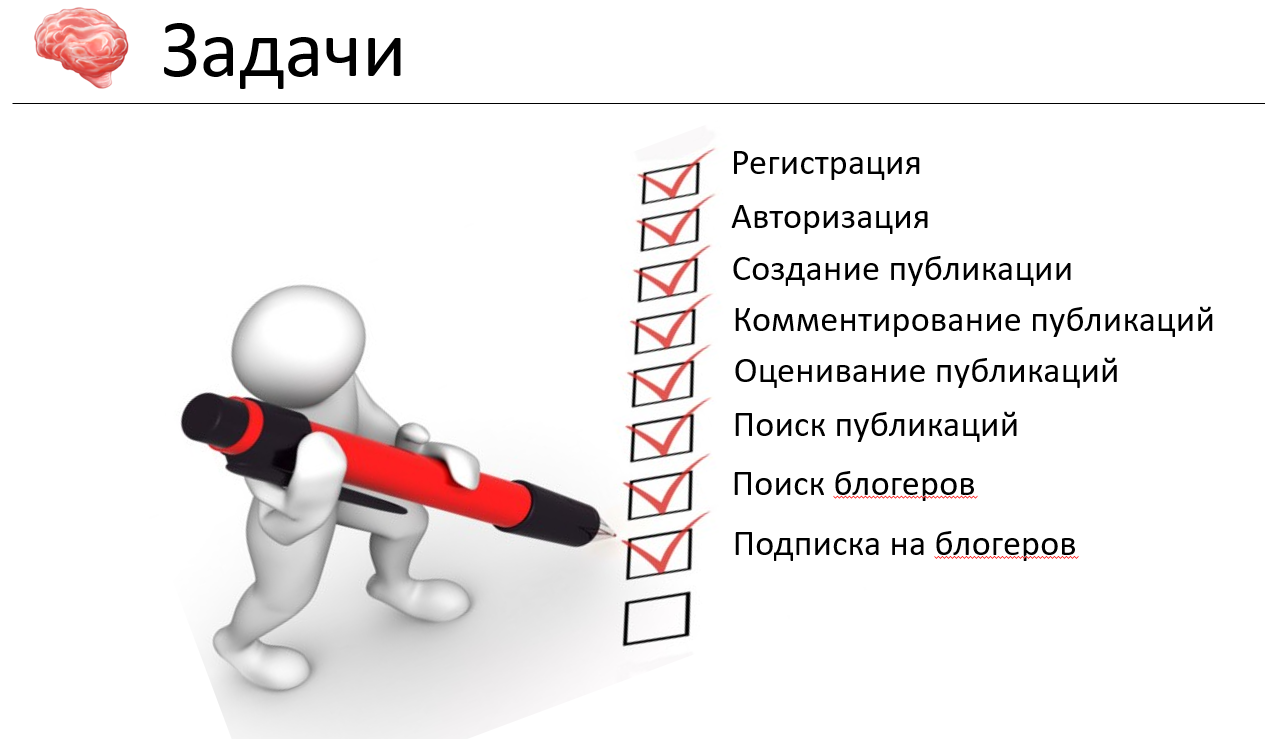 Задачи
Регистрация
Авторизация
Создание публикации
Комментирование публикаций
Оценивание публикаций
Поиск публикаций
Поиск блогеров
Подписка на блогеров